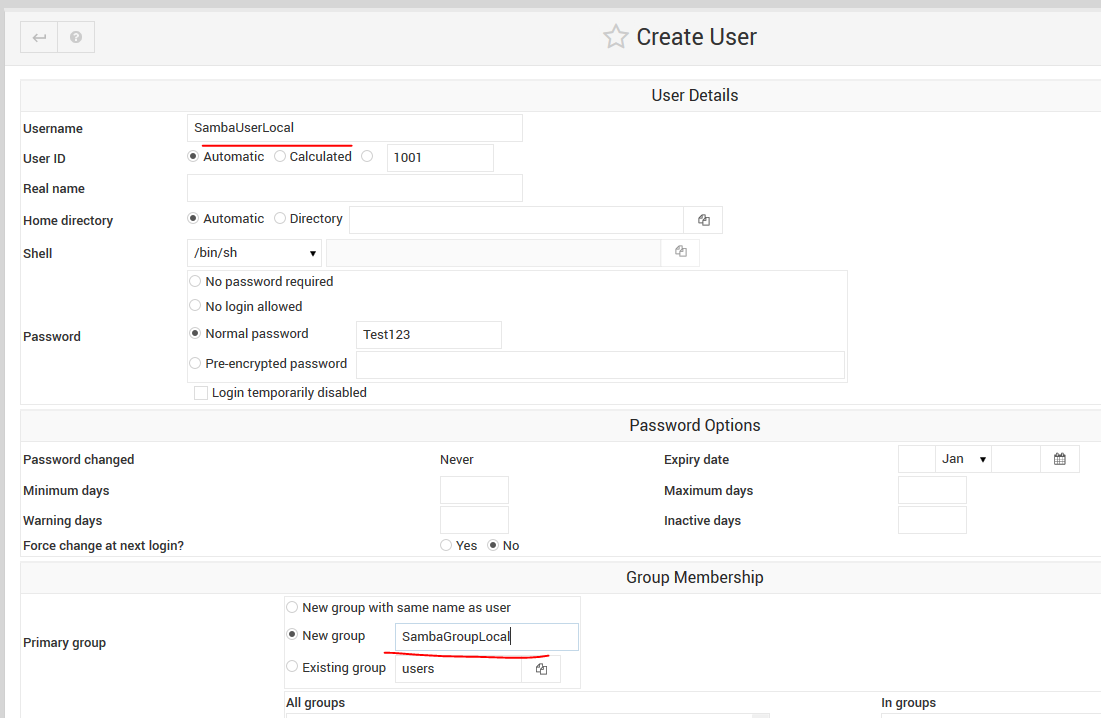 Create User
User Details
Username SambaUserLocal
User ID Automatic Calculated 1001
Real name
Home directory Automatic Directory
Shell /bin/sh
No password required
No login allowed
Password Normal password Test123
Pre-encrypted password
Login temporarily disabled
Password Options
Password changed Never Expiry date Jan
Minimum days Maximum days
Warning days Inactive days
Force change at next login? Yes No
Group Membership
New group with same name as user
Primary group New group SambaGroupLocal
Existing group users
All groups In groups